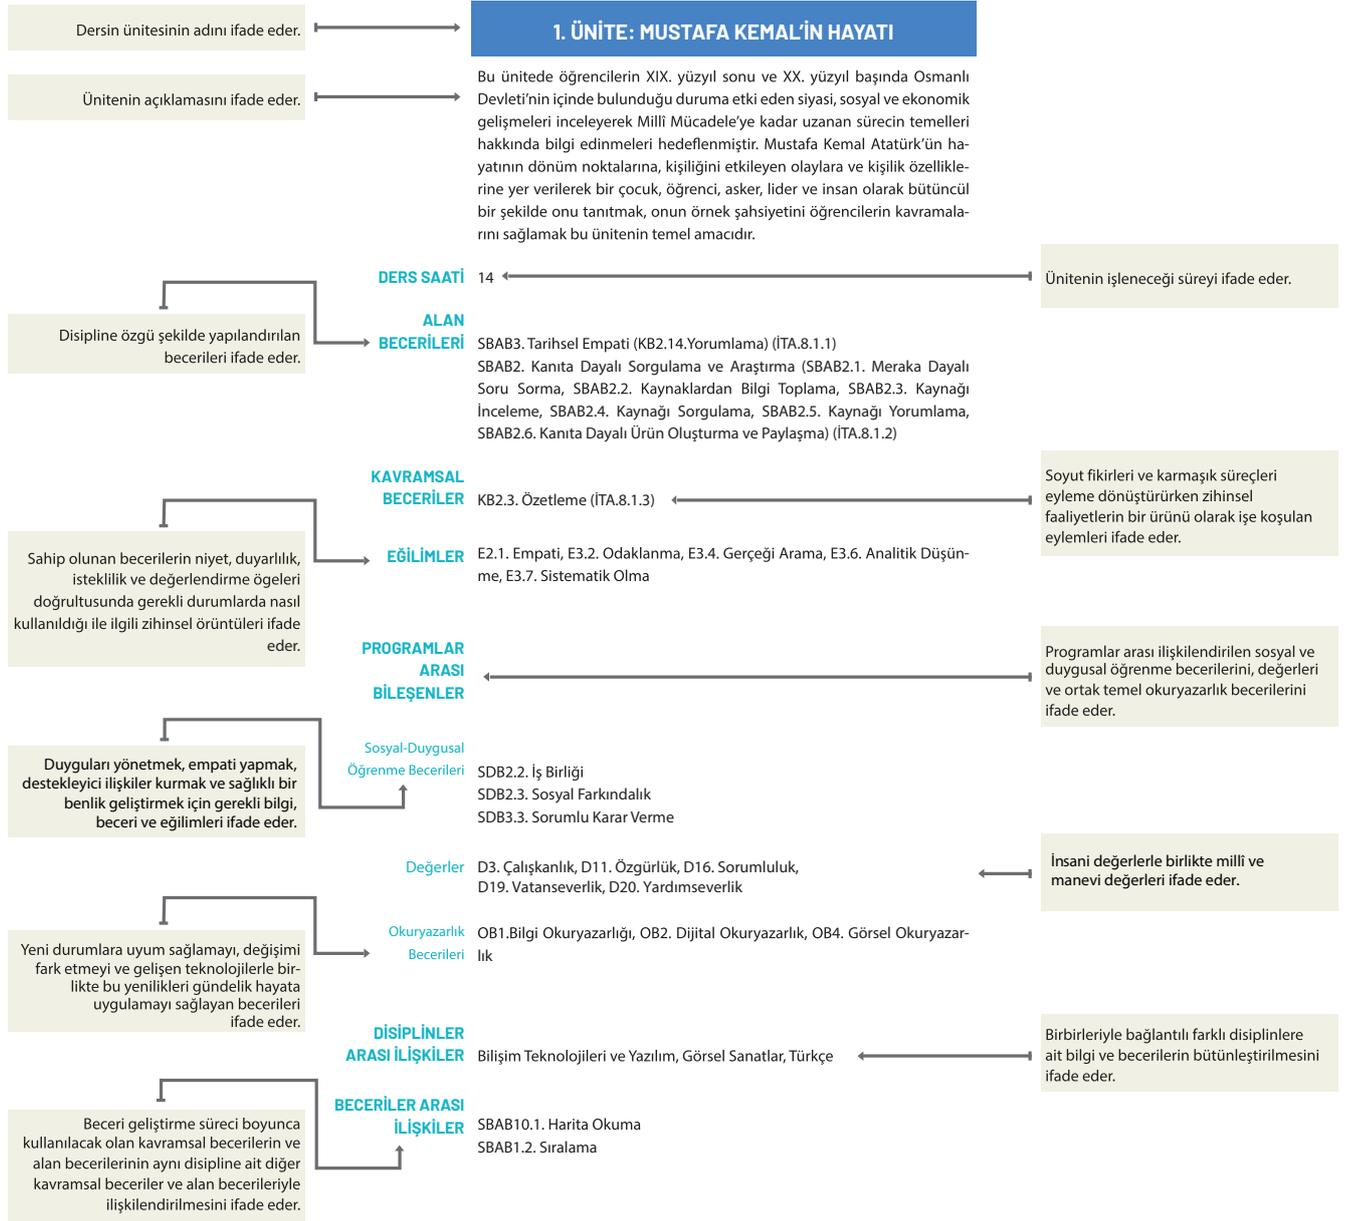 Dersin ünitesinin adını ifade eder.
1. ÜNİTE: MUSTAFA KEMAL’İN HAYATI
Ünitenin açıklamasını ifade eder.
Bu ünitede öğrencilerin XIX. yüzyıl sonu ve XX. yüzyıl başında Osmanlı
Devleti’nin içinde bulunduğu duruma etki eden siyasi, sosyal ve ekonomik
gelişmeleri inceleyerek Millî Mücadele’ye kadar uzanan sürecin temelleri
hakkında bilgi edinmeleri hedeflenmiştir. Mustafa Kemal Atatürk’ün ha-
yatının dönüm noktalarına, kişiliğini etkileyen olaylara ve kişilik özellikle-
rine yer verilerek bir çocuk, öğrenci, asker, lider ve insan olarak bütüncül
bir şekilde onu tanıtmak, onun örnek şahsiyetini öğrencilerin kavramala-
rını sağlamak bu ünitenin temel amacıdır.
DERS SAATİ
14
Ünitenin işleneceği süreyi ifade eder.
Disipline özgü şekilde yapılandırılan
becerileri ifade eder.
ALAN
BECERİLERİ
SBAB3. Tarihsel Empati (KB2.14.Yorumlama) (İTA.8.1.1)
SBAB2. Kanıta Dayalı Sorgulama ve Araştırma (SBAB2.1. Meraka Dayalı
Soru Sorma, SBAB2.2. Kaynaklardan Bilgi Toplama, SBAB2.3. Kaynağı
İnceleme, SBAB2.4. Kaynağı Sorgulama, SBAB2.5. Kaynağı Yorumlama,
SBAB2.6. Kanıta Dayalı Ürün Oluşturma ve Paylaşma) (İTA.8.1.2)
KAVRAMSAL
BECERİLER
KB2.3. Özetleme (İTA.8.1.3)
Soyut fikirleri ve karmaşık süreçleri
eyleme dönüştürürken zihinsel
faaliyetlerin bir ürünü olarak işe koşulan
eylemleri ifade eder.
Sahip olunan becerilerin niyet, duyarlılık,
isteklilik ve değerlendirme ögeleri
doğrultusunda gerekli durumlarda nasıl
kullanıldığı ile ilgili zihinsel örüntüleri ifade
eder.
EĞİLİMLER
E2.1. Empati, E3.2. Odaklanma, E3.4. Gerçeği Arama, E3.6. Analitik Düşün-
me, E3.7. Sistematik Olma
PROGRAMLAR
ARASI
BİLEŞENLER
Programlar arası ilişkilendirilen sosyal ve
duygusal öğrenme becerilerini, değerleri
ve ortak temel okuryazarlık becerilerini
ifade eder.
Duyguları yönetmek, empati yapmak,
destekleyici ilişkiler kurmak ve sağlıklı bir
benlik geliştirmek için gerekli bilgi,
beceri ve eğilimleri ifade eder.
Sosyal-Duygusal
Öğrenme Becerileri
SDB2.2. İş Birliği
SDB2.3. Sosyal Farkındalık
SDB3.3. Sorumlu Karar Verme
Değerler
D3. Çalışkanlık, D11. Özgürlük, D16. Sorumluluk,
D19. Vatanseverlik, D20. Yardımseverlik
İnsani değerlerle birlikte millî ve
manevi değerleri ifade eder.
Yeni durumlara uyum sağlamayı, değişimi
fark etmeyi ve gelişen teknolojilerle bir-
likte bu yenilikleri gündelik hayata
uygulamayı sağlayan becerileri
ifade eder.
Okuryazarlık
Becerileri
OB1.Bilgi Okuryazarlığı, OB2. Dijital Okuryazarlık, OB4. Görsel Okuryazar-
lık
DİSİPLİNLER
ARASI İLİŞKİLER
Bilişim Teknolojileri ve Yazılım, Görsel Sanatlar, Türkçe
Birbirleriyle bağlantılı farklı disiplinlere
ait bilgi ve becerilerin bütünleştirilmesini
ifade eder.
Beceri geliştirme süreci boyunca
kullanılacak olan kavramsal becerilerin ve
alan becerilerinin aynı disipline ait diğer
kavramsal beceriler ve alan becerileriyle
ilişkilendirilmesini ifade eder.
BECERİLER ARASI
İLİŞKİLER
SBAB10.1. Harita Okuma
SBAB1.2. Sıralama